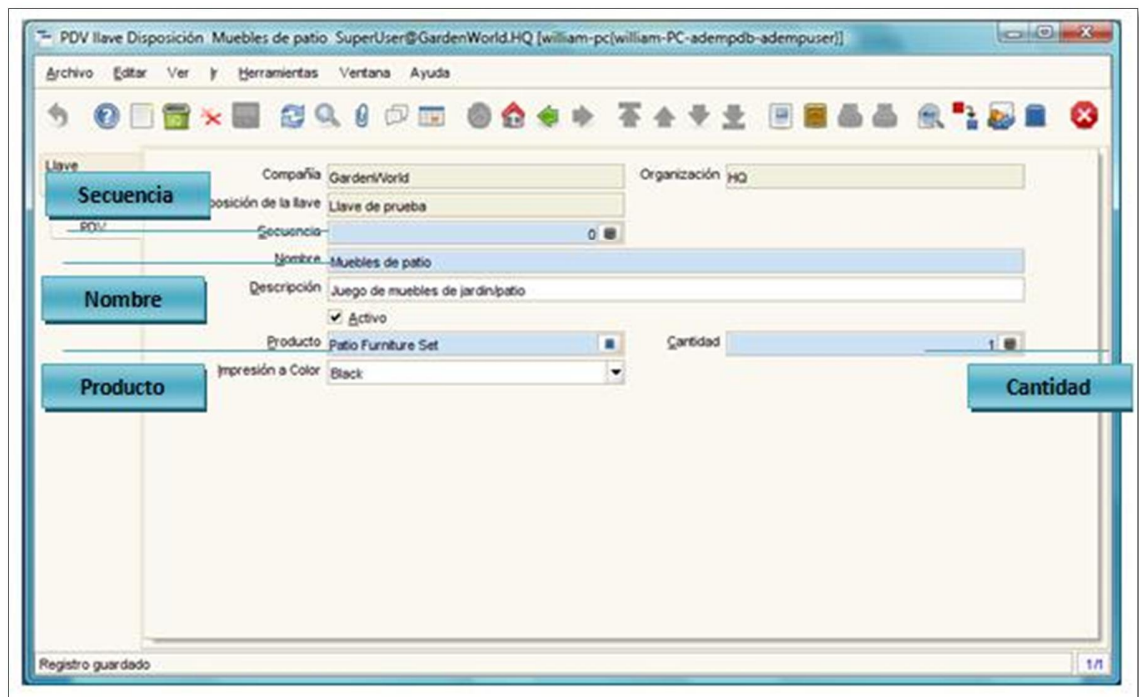 PDV llave Disposición Muebles de patio SuperUser@GardenWorld.HQ [william-pc{william-PC-adempdb-adempuser}]
Archivo Editar Ver Ir Herramientas Ventana Ayuda
Llave
Secuencia
PDV
Compañía GardenWorld Organización HQ
posición de la llave Llave de prueba
Secuencia 0
Nombre Muebles de patio
Nombre
Descripción Juego de muebles de jardin/patio
Activo
Producto Patio Furniture Set Cantidad 1
Impresión a Color Black
Producto
Cantidad
Registro guardado 1/1